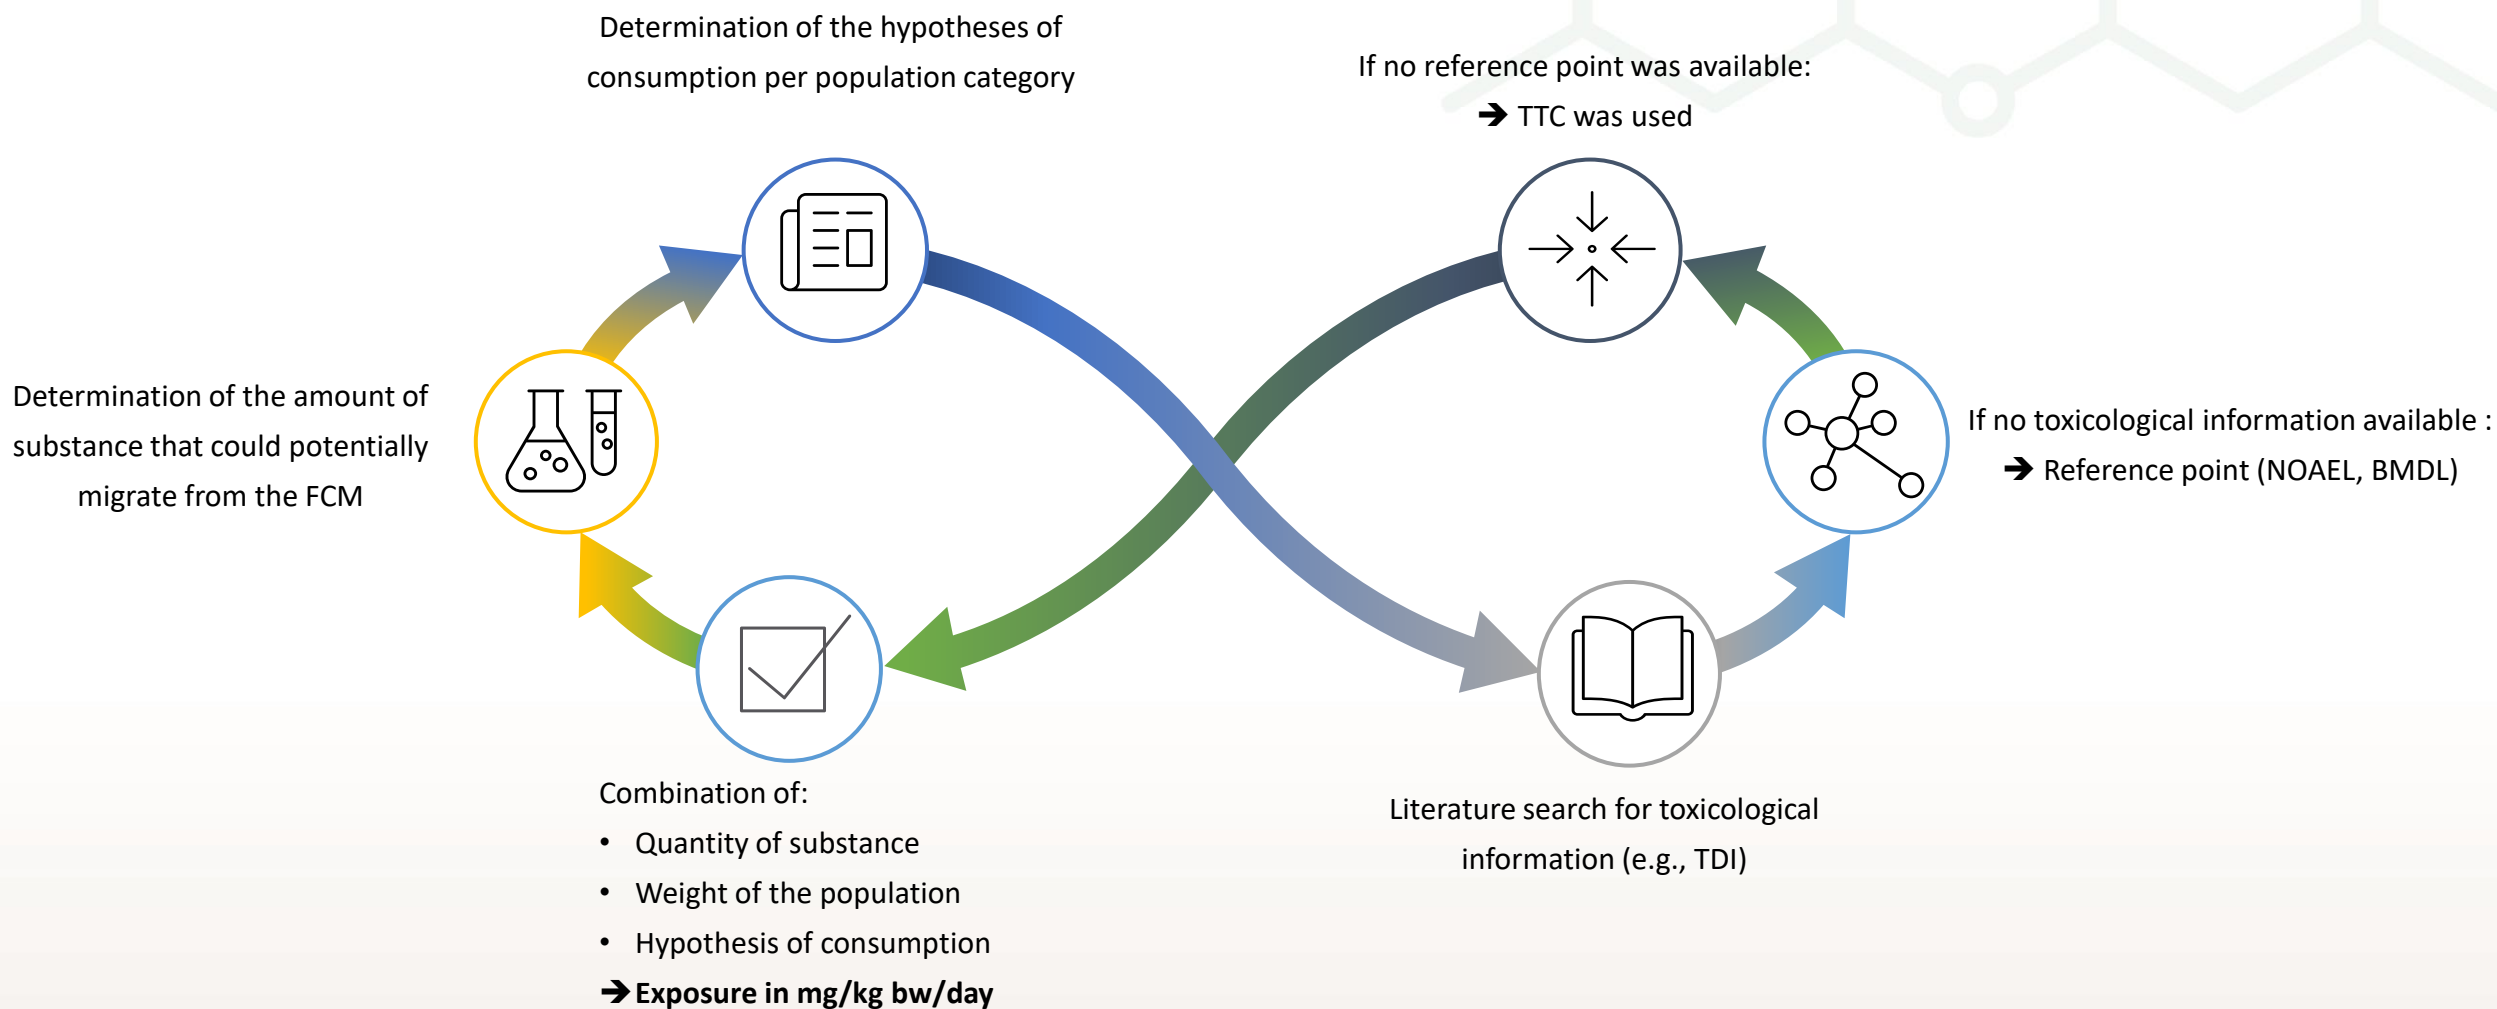 Determination of the hypotheses of
consumption per population category
If no reference point was available:
➔ TTC was used
Determination of the amount of
substance that could potentially
migrate from the FCM
If no toxicological information available :
➔ Reference point (NOAEL, BMDL)
Combination of:
• Quantity of substance
• Weight of the population
• Hypothesis of consumption
➔ Exposure in mg/kg bw/day
Literature search for toxicological
information (e.g., TDI)